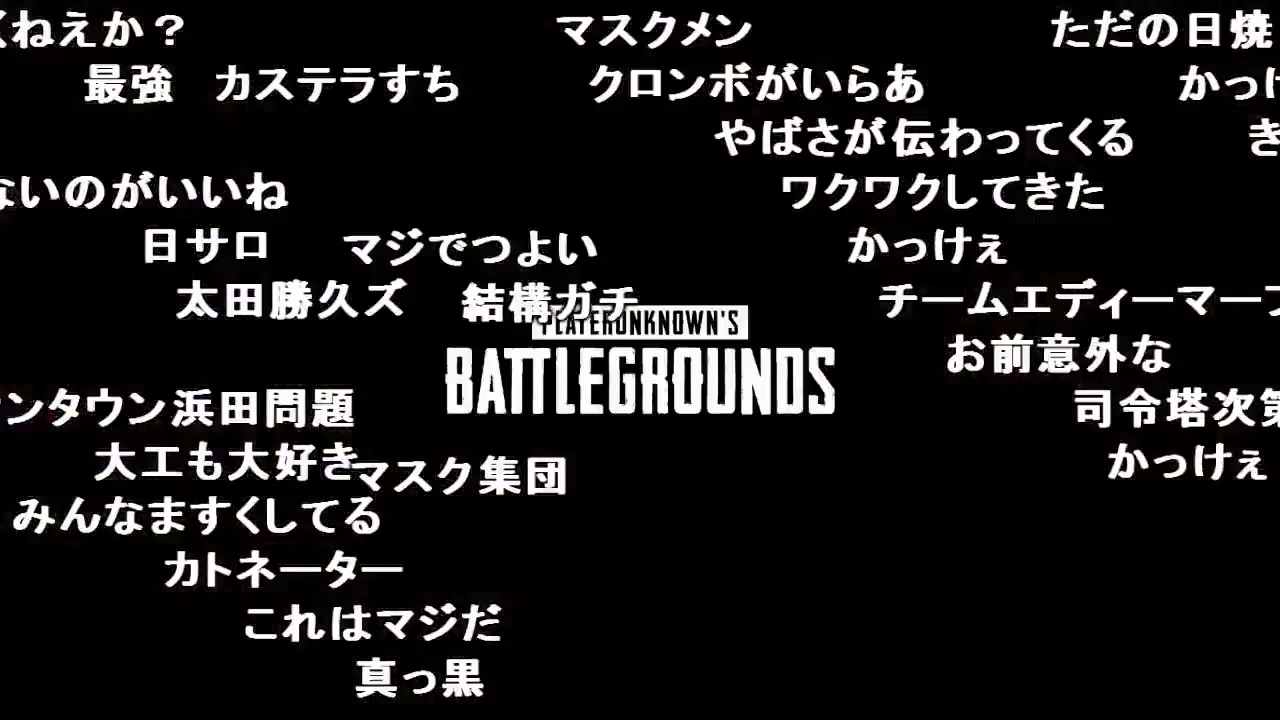 くねえか？
マスクメン
ただの日焼
最強　カステラすち
クロンボがいらあ
かっけ
やばさが伝わってくる
き
ないのがいいね
ワクワクしてきた
日サロ
マジでつよい
かっけぇ
太田勝久ズ
結構ガチ
チームエディーマーフ
PLAYERUNKNOWN'S
BATTLEGROUNDS
お前意外な
ンタウン浜田問題
司令塔次第
大工も大好き
マスク集団
かっけぇ
みんなますくしてる
カトネーター
これはマジだ
真っ黒